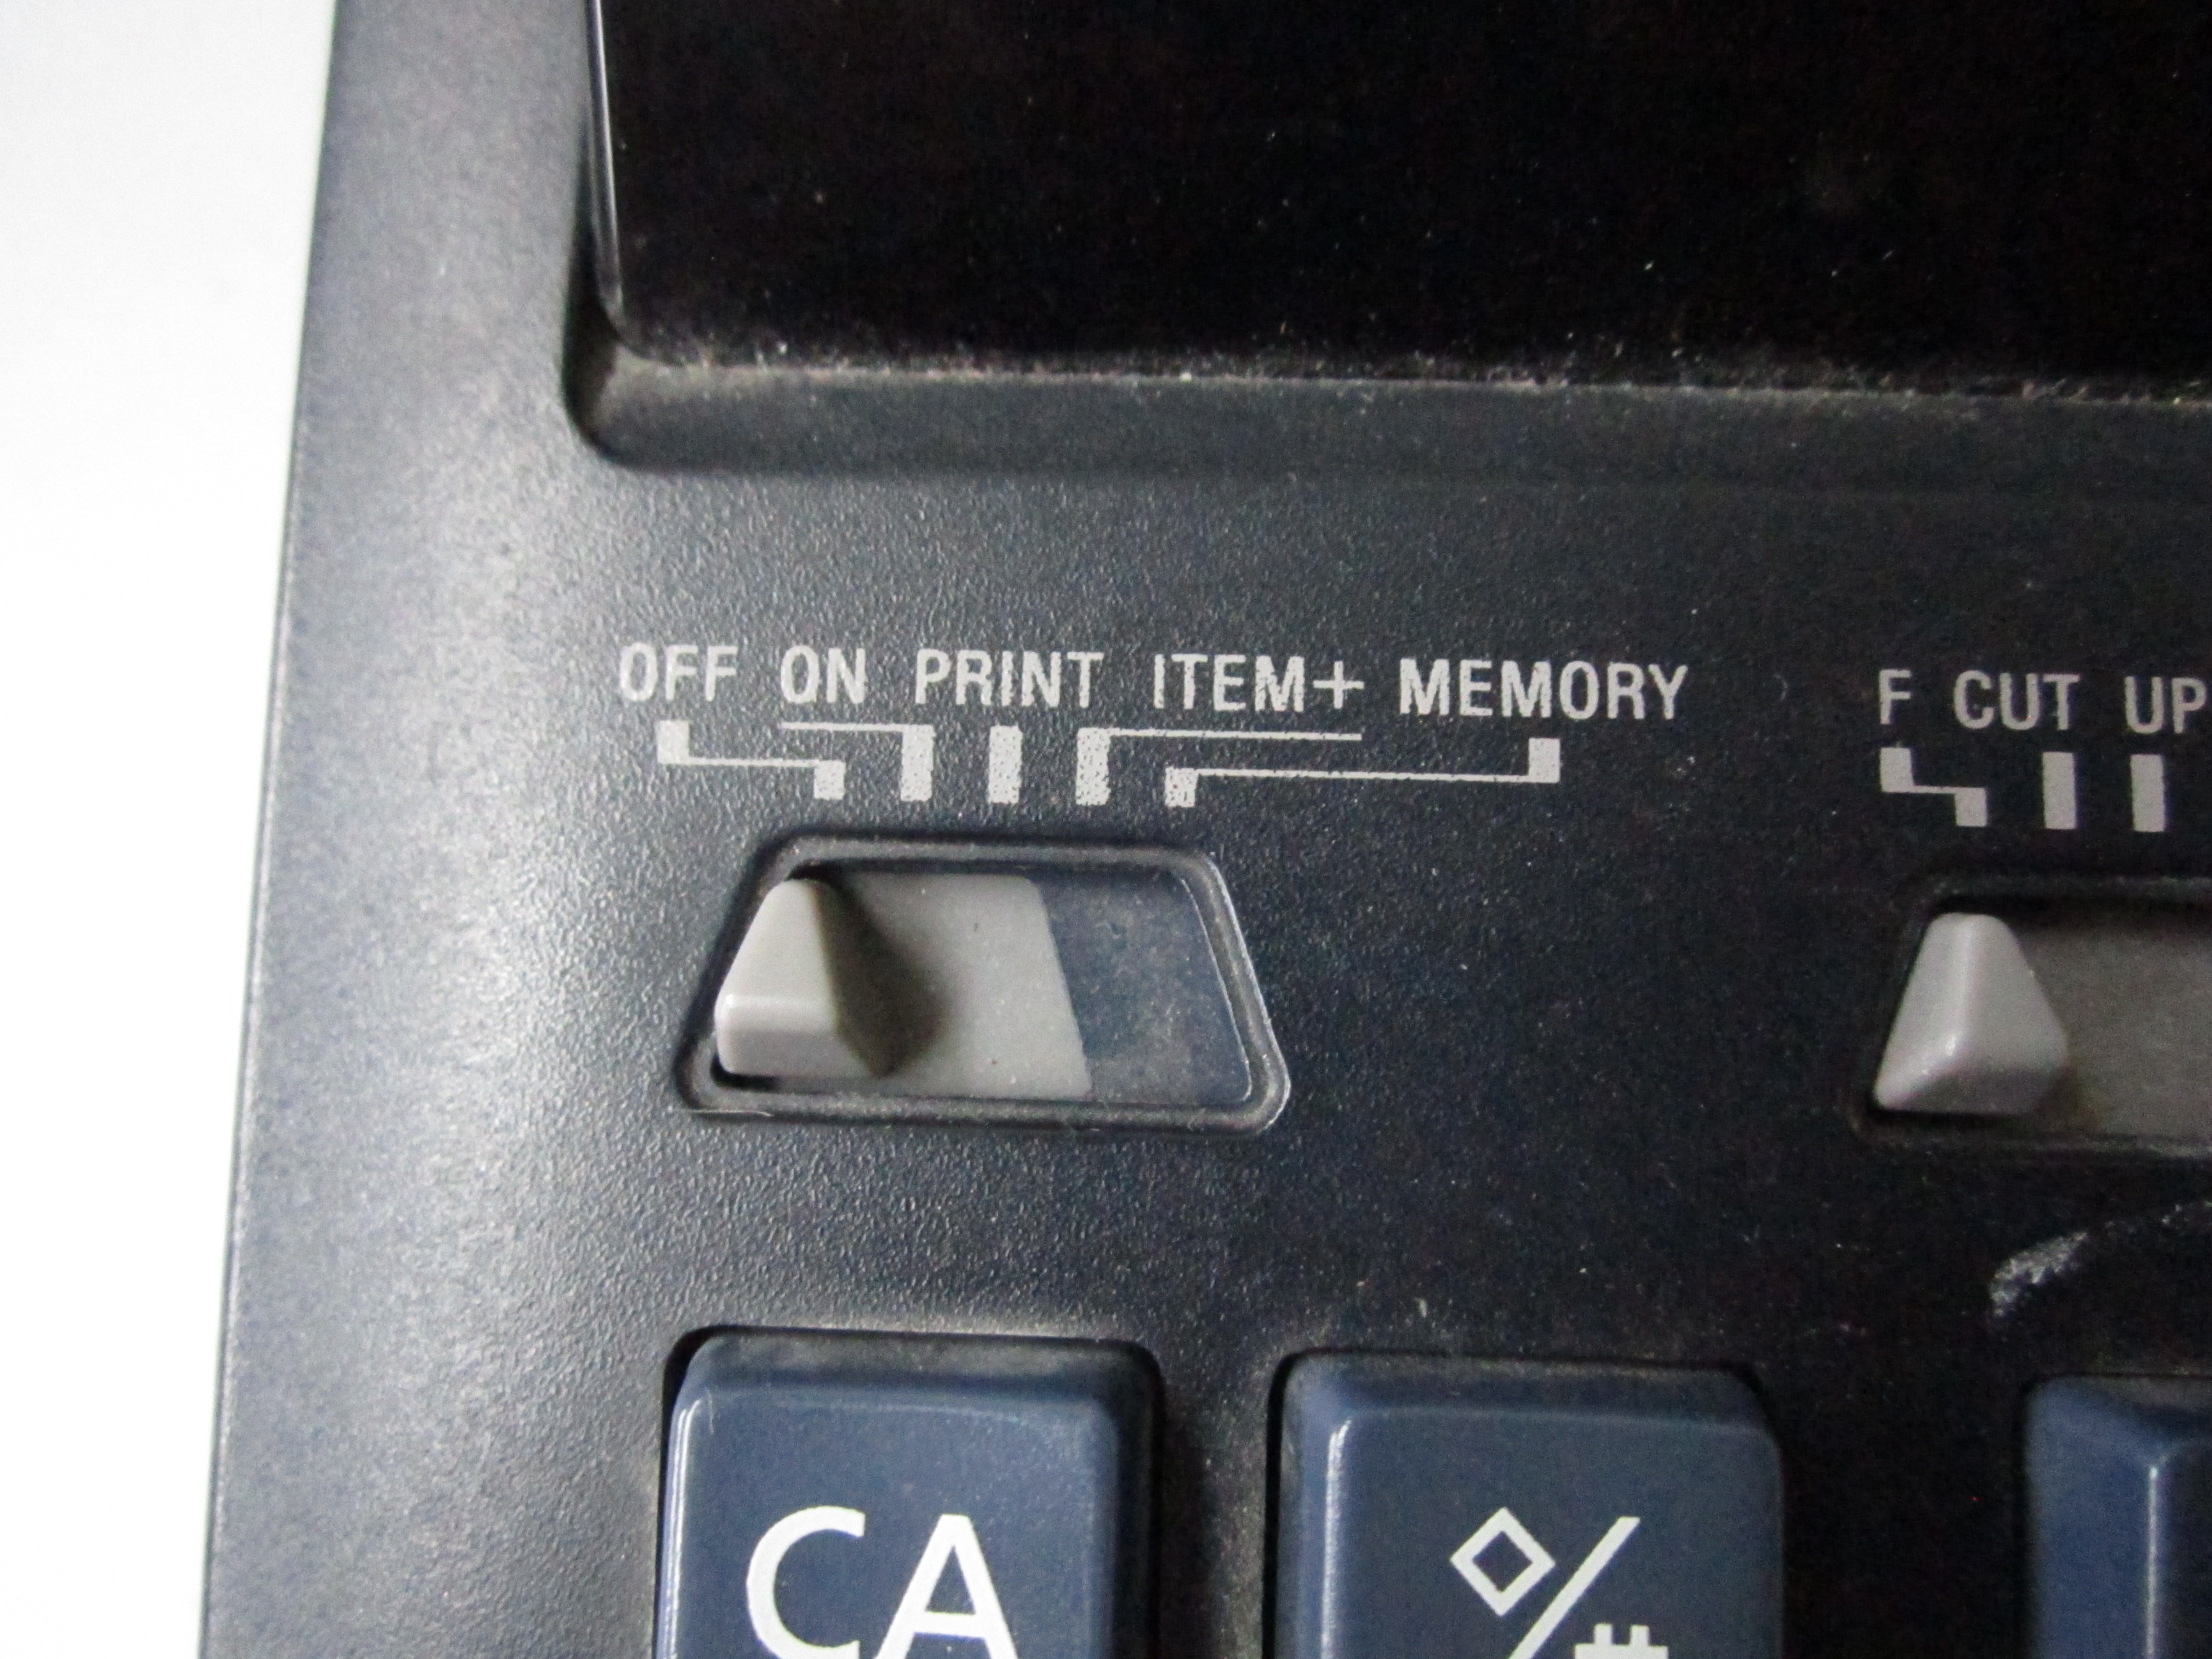 OFF ON PRINT ITEM+ MEMORY
F CUT UP
CA
◇/#